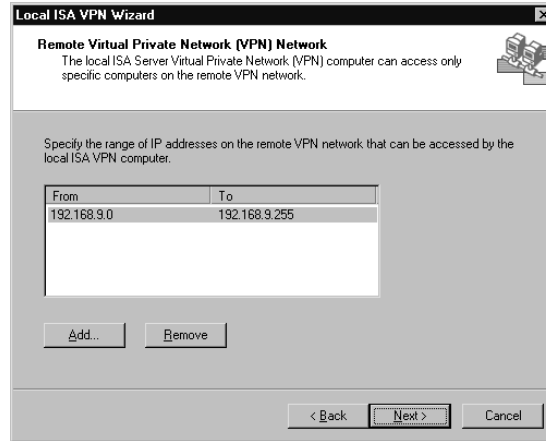 Local ISA VPN Wizard
Remote Virtual Private Network (VPN) Network
The local ISA Server Virtual Private Network (VPN) computer can access only
specific computers on the remote VPN network.
Specify the range of IP addresses on the remote VPN network that can be accessed by the
local ISA VPN computer.
From To
192.168.9.0 192.168.9.255
Add... Remove
< Back Next > Cancel